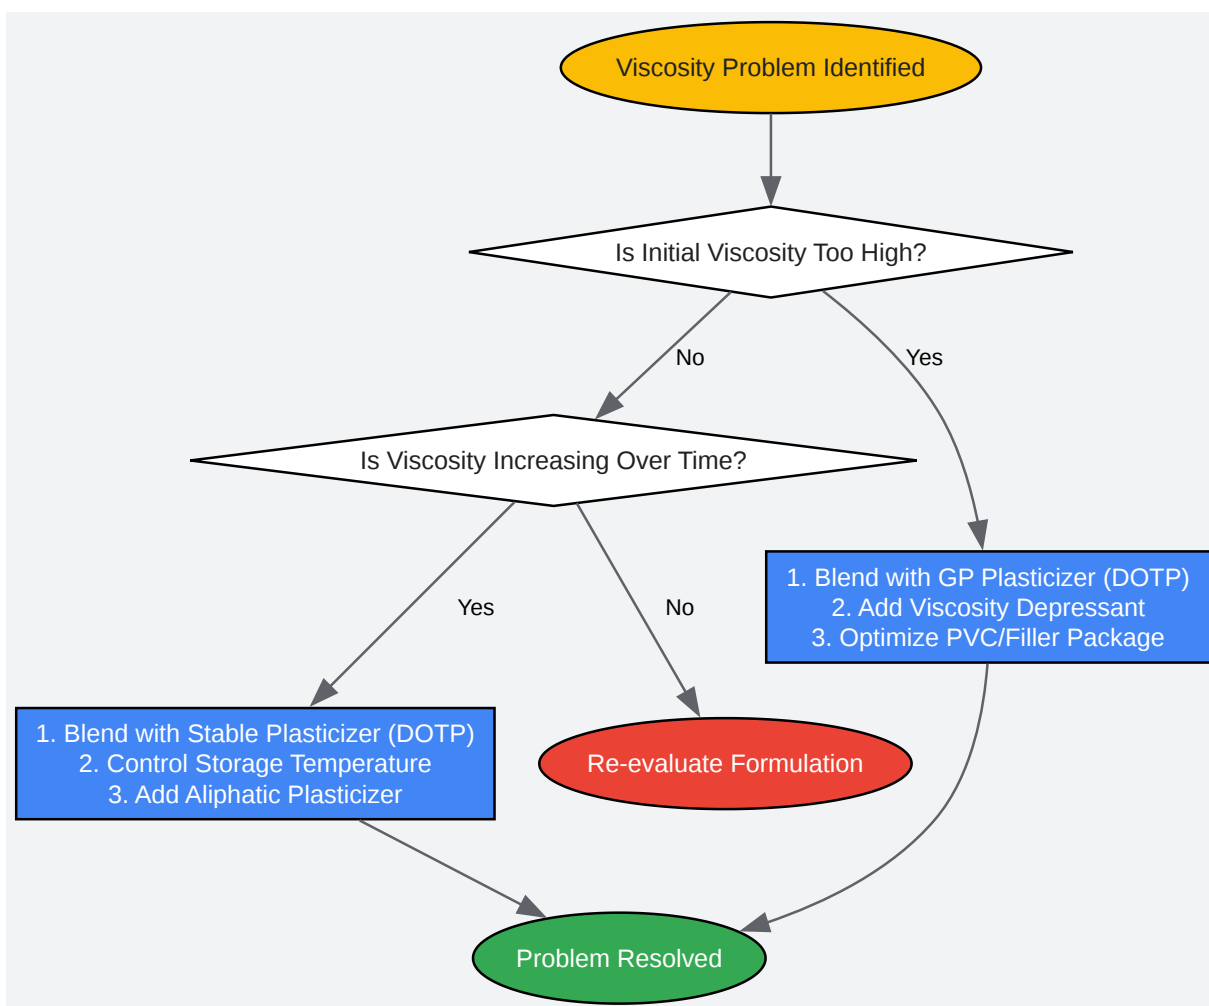 Viscosity Problem Identified
Is Initial Viscosity Too High?
No
Yes
Is Viscosity Increasing Over Time?
1. Blend with GP Plasticizer (DOTP)
2. Add Viscosity Depressant
3. Optimize PVC/Filler Package
Yes
No
1. Blend with Stable Plasticizer (DOTP)
2. Control Storage Temperature
3. Add Aliphatic Plasticizer
Re-evaluate Formulation
Problem Resolved